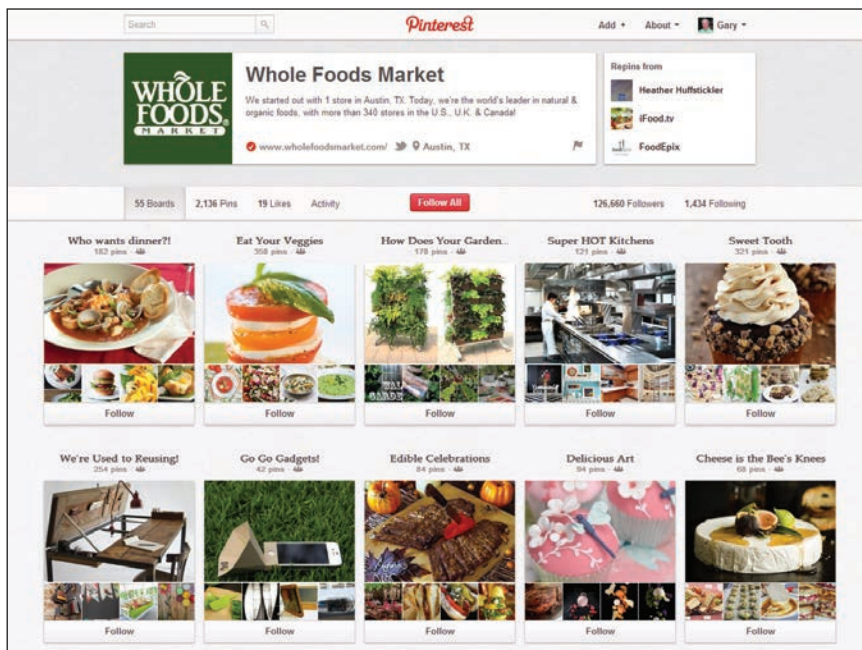 Search
Pinterest
Add +
About
Gary
WHOLE
FOODS
MARKET
Whole Foods Market
We started out with 1 store in Austin, TX. Today, we're the world's leader in natural &
organic foods, with more than 340 stores in the U.S., U.K. & Canada!
www.wholefoodsmarket.com/
Austin, TX
Repins from
Heather Huffstickler
iFood.tv
FoodEpix
55 Boards
2,136 Pins
19 Likes
Activity
Follow All
126,660 Followers
1,434 Following
Who wants dinner?!
162 pins
Eat Your Veggies
358 pins
How Does Your Garden...
178 pins
Super HOT Kitchens
121 pins
Sweet Tooth
321 pins
Follow
Follow
Follow
Follow
Follow
We're Used to Reusing!
254 pins
Go Go Gadgets!
42 pins
Edible Celebrations
84 pins
Delicious Art
94 pins
Cheese is the Bee's Knees
68 pins
Follow
Follow
Follow
Follow
Follow